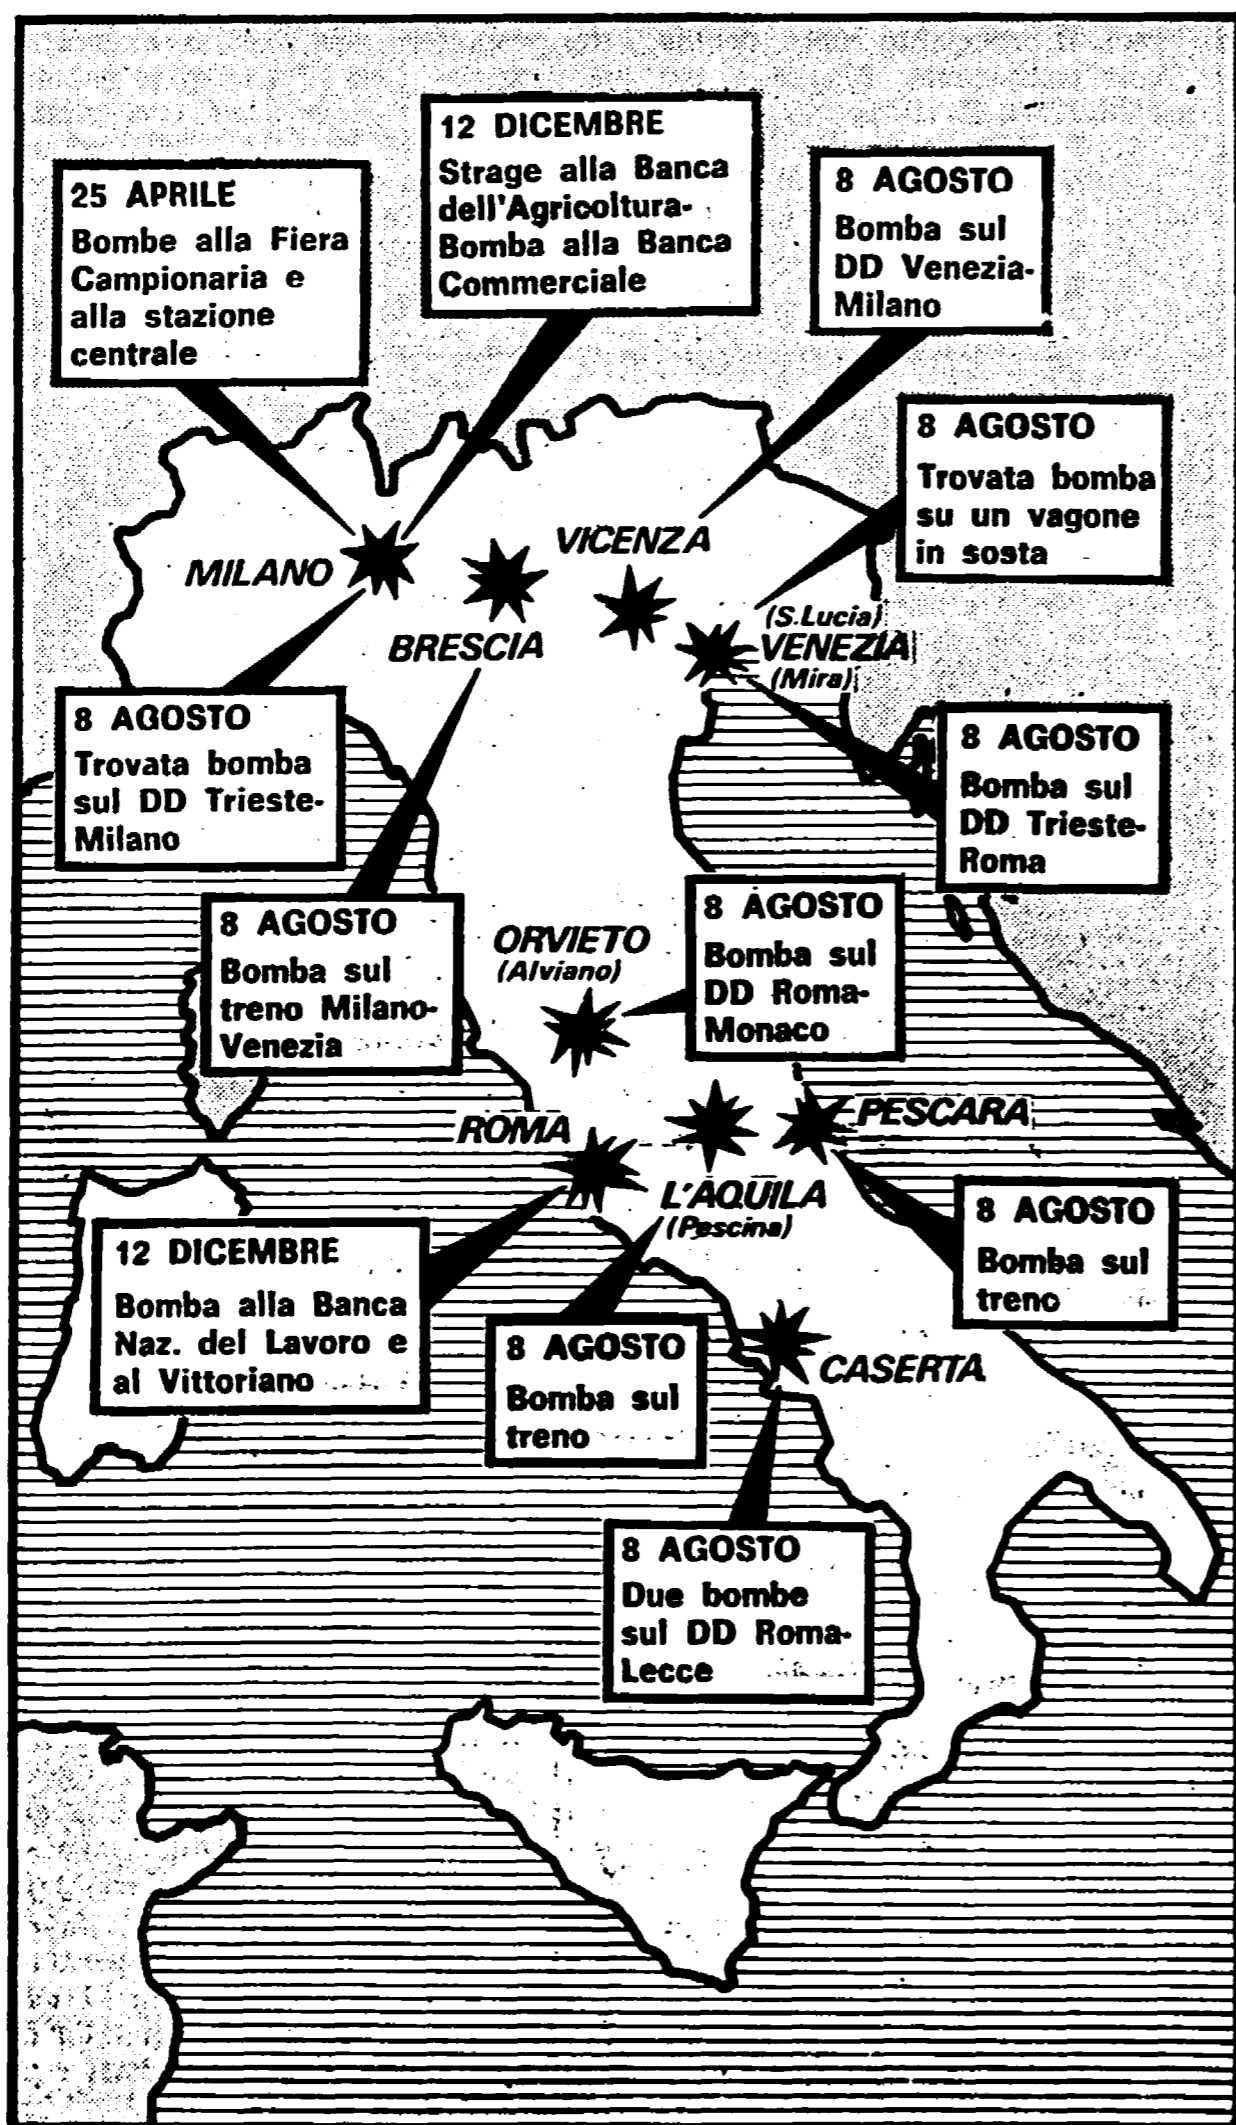 12 DICEMBRE
Strage alla Banca
dell'Agricoltura-
Bomba alla Banca
Commerciale
25 APRILE
Bombe alla Fiera
Campionaria e
alla stazione
centrale
8 AGOSTO
Bomba sul
DD Venezia-
Milano
8 AGOSTO
Trovata bomba
su un vagone
in sosta
MILANO
VICENZA
BRESCIA
(S.Lucia)
VENEZIA
(Mira)
8 AGOSTO
Trovata bomba
sul DD Trieste-
Milano
8 AGOSTO
Bomba sul
DD Trieste-
Roma
8 AGOSTO
Bomba sul
treno Milano-
Venezia
ORVIETO
(Alviano)
8 AGOSTO
Bomba sul
DD Roma-
Monaco
ROMA
PESCARA
L'AQUILA
(Pescina)
8 AGOSTO
Bomba sul
treno
12 DICEMBRE
Bomba alla Banca
Naz. del Lavoro e
al Vittoriano
8 AGOSTO
Bomba sul
treno
CASERTA
8 AGOSTO
Due bombe
sul DD Roma-
Lecce